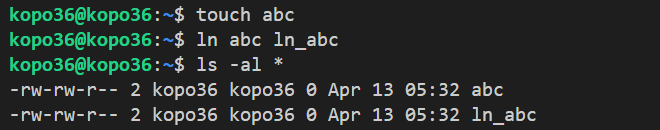 kopo36@kopo36:~$ touch abc
kopo36@kopo36:~$ ln abc ln_abc
kopo36@kopo36:~$ ls -al *
-rw-rw-r-- 2 kopo36 kopo36 0 Apr 13 05:32 abc
-rw-rw-r-- 2 kopo36 kopo36 0 Apr 13 05:32 ln_abc